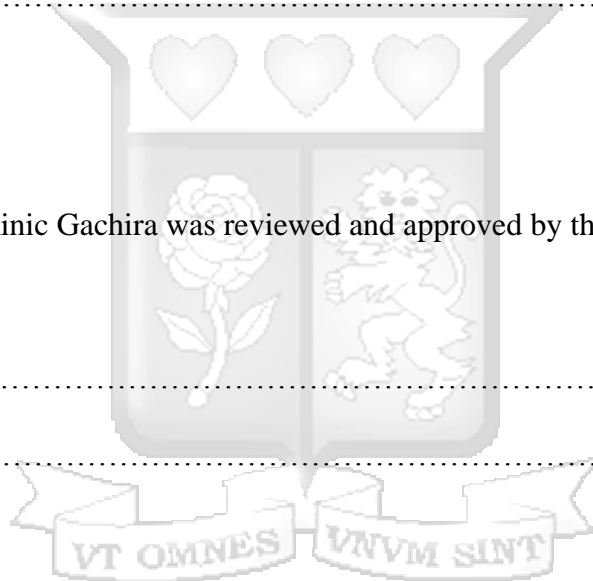 ………………………………………………………………
inic Gachira was reviewed and approved by th
………………………………………………………………
………………………………………………………………
VT OMNES VNVM SINT